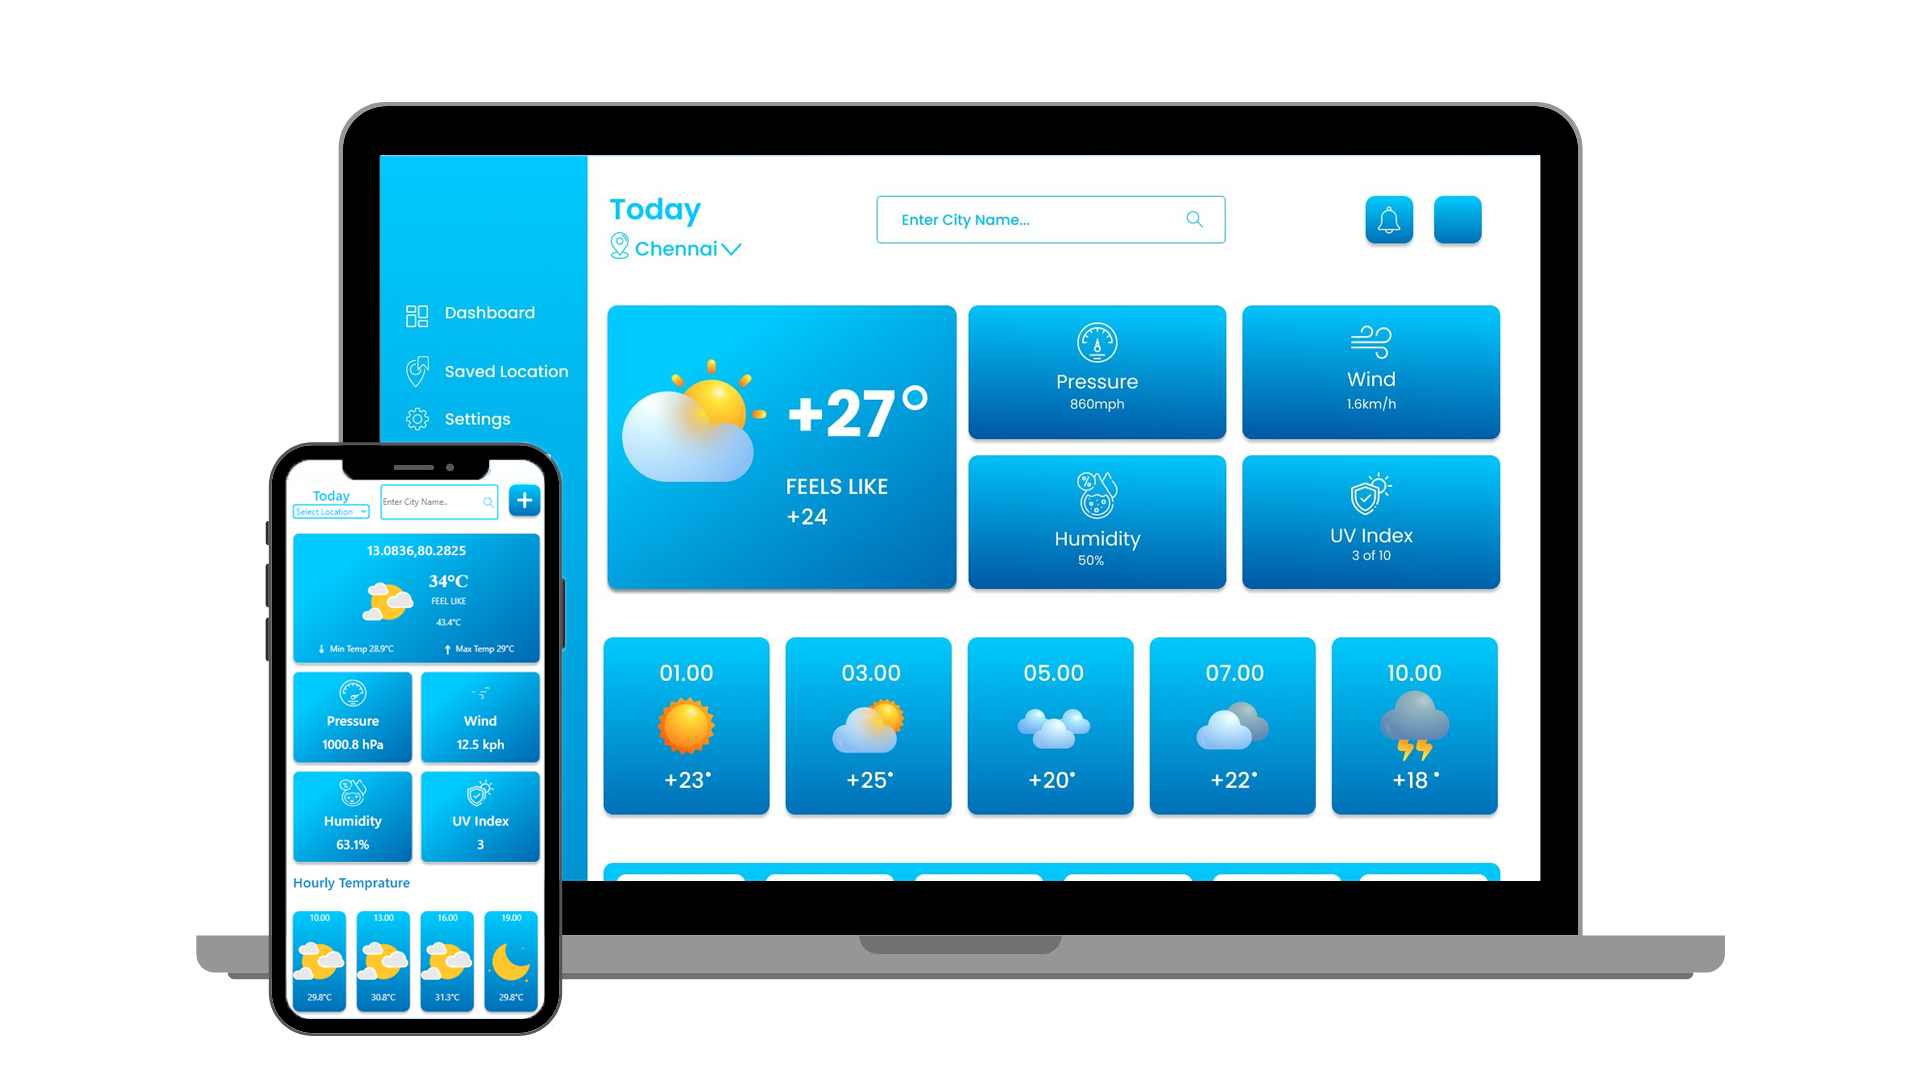 Today
Chennai
Enter City Name...
Dashboard
Saved Location
Settings
+27°
FEELS LIKE
+24
Pressure
860mph
Wind
1.6km/h
Humidity
50%
UV Index
3 of 10
01.00
+23°
03.00
+25°
05.00
+20°
07.00
+22°
10.00
+18 °
Today
Select Location
Enter City Name..
13.0836,80.2825
34°C
FEEL LIKE
43.4°C
Min Temp 28.9°C
Max Temp 29°C
Pressure
1000.8 hPa
Wind
12.5 kph
Humidity
63.1%
UV Index
3
Hourly Temprature
10.00
29.8°C
13.00
30.8°C
16.00
31.3°C
19.00
29.8°C